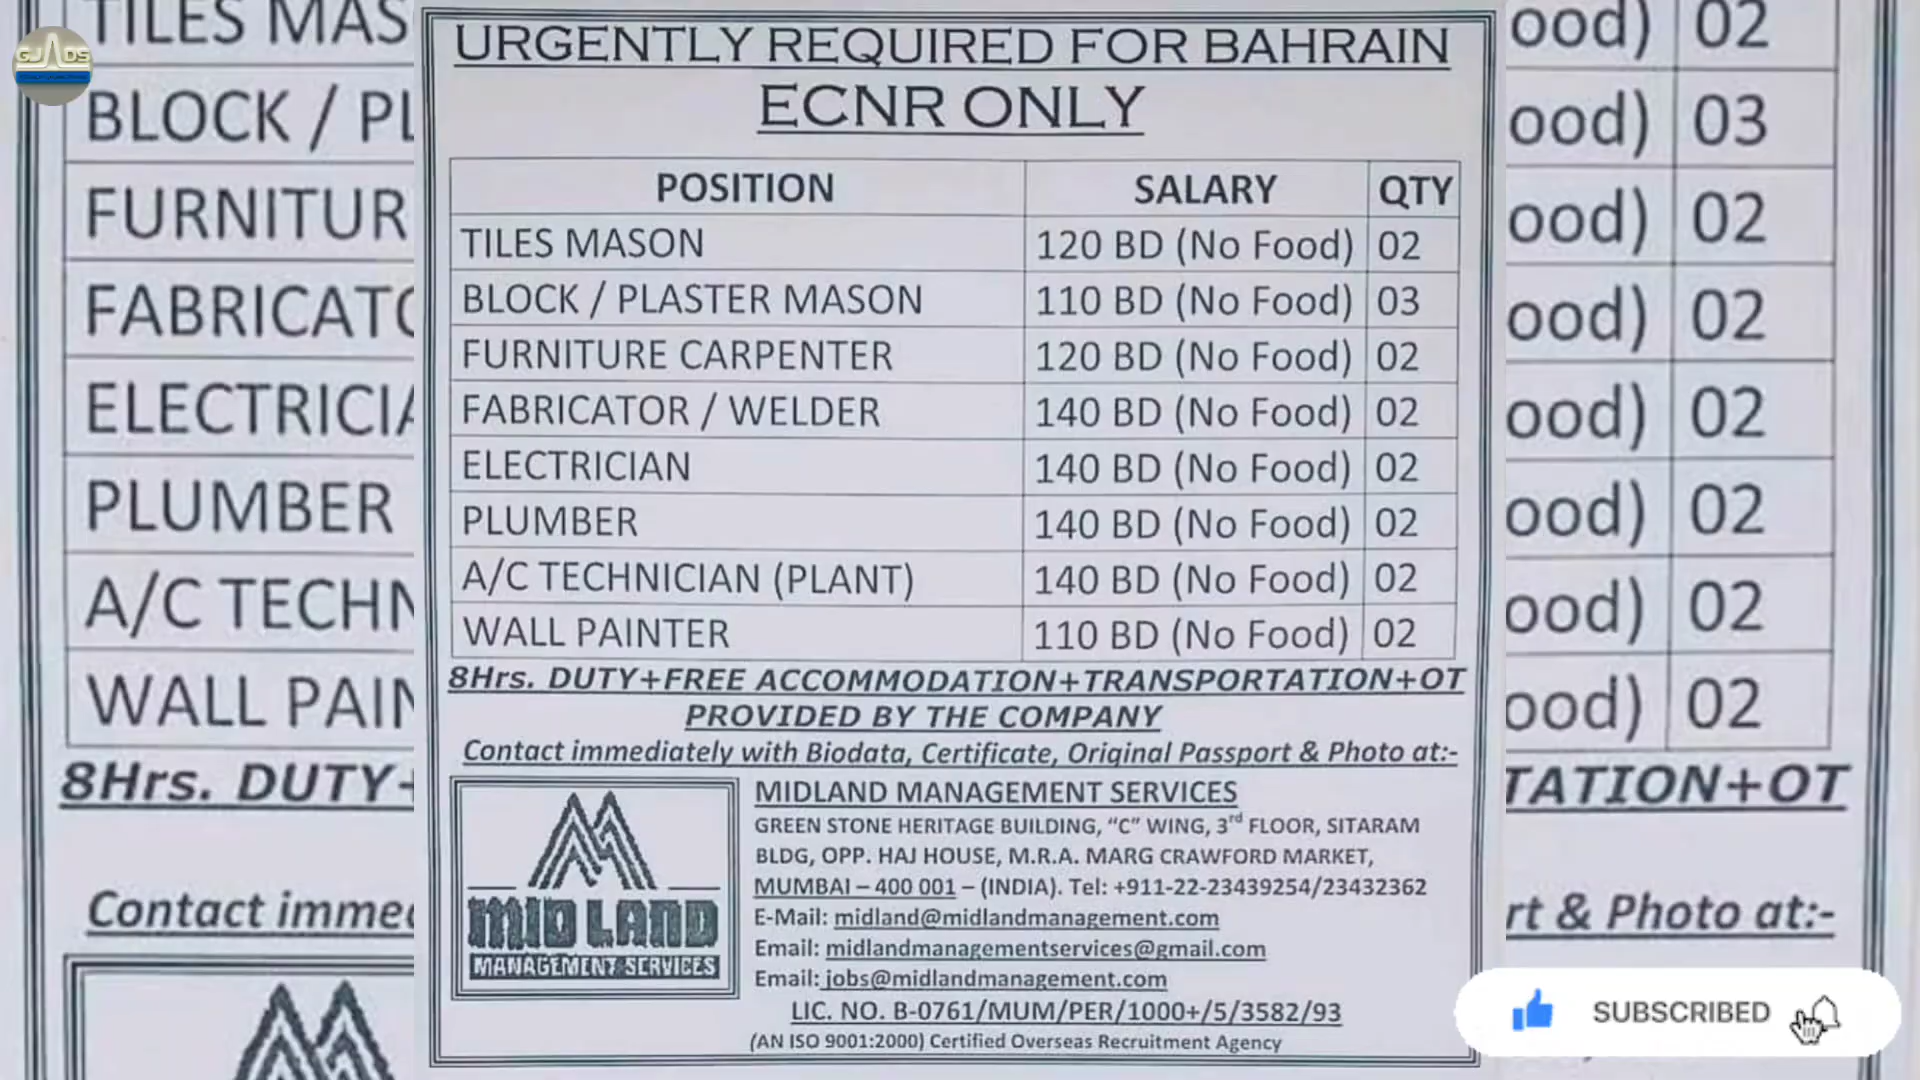 GJADS
URGENTLY REQUIRED FOR BAHRAIN
ECNR ONLY
POSITION SALARY QTY
TILES MASON 120 BD (No Food) 02
BLOCK / PLASTER MASON 110 BD (No Food) 03
FURNITURE CARPENTER 120 BD (No Food) 02
FABRICATOR / WELDER 140 BD (No Food) 02
ELECTRICIAN 140 BD (No Food) 02
PLUMBER 140 BD (No Food) 02
A/C TECHNICIAN (PLANT) 140 BD (No Food) 02
WALL PAINTER 110 BD (No Food) 02
8Hrs. DUTY+FREE ACCOMMODATION+TRANSPORTATION+OT
PROVIDED BY THE COMPANY
Contact immediately with Biodata, Certificate, Original Passport & Photo at:-
MID LAND
MANAGEMENT SERVICES
MIDLAND MANAGEMENT SERVICES
GREEN STONE HERITAGE BUILDING, “C” WING, 3rd FLOOR, SITARAM
BLDG, OPP. HAJ HOUSE, M.R.A. MARG CRAWFORD MARKET,
MUMBAI – 400 001 – (INDIA). Tel: +911-22-23439254/23432362
E-Mail: midland@midlandmanagement.com
Email: midlandmanagementservices@gmail.com
Email: jobs@midlandmanagement.com
LIC. NO. B-0761/MUM/PER/1000+/5/3582/93
(AN ISO 9001:2000) Certified Overseas Recruitment Agency
TILES MAS
BLOCK / PL
FURNITUR
FABRICATO
ELECTRICIA
PLUMBER
A/C TECHN
WALL PAIN
8Hrs. DUTY+
Contact imme
ood) 02
ood) 03
ood) 02
ood) 02
ood) 02
ood) 02
ood) 02
ood) 02
TATION+OT
rt & Photo at:-
SUBSCRIBED